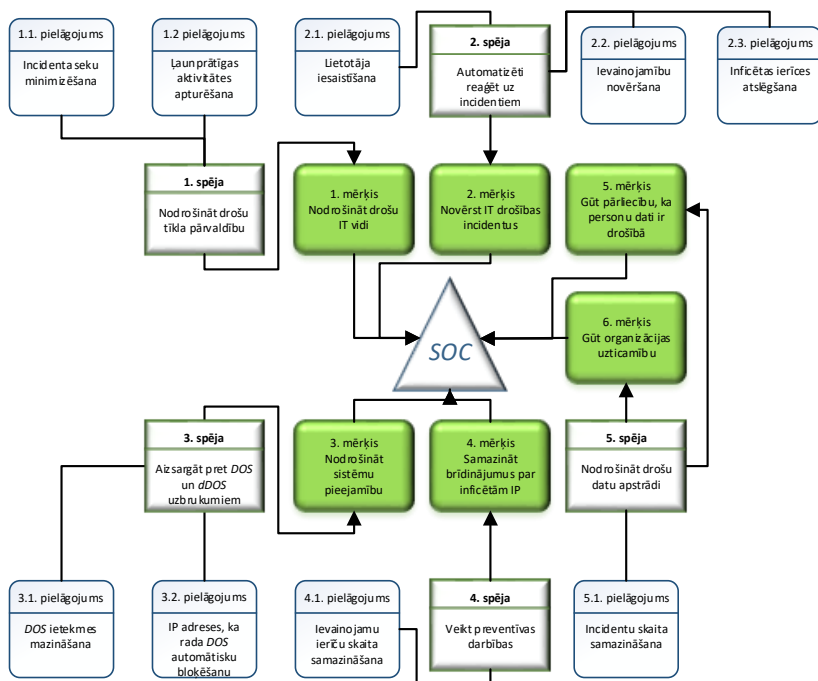 1.1. pielāgojums
Incidenta seku
minimizēšana
1.2 pielāgojums
Ļaunprātīgas
aktivitātes
apturēšana
2.1. pielāgojums
Lietotāja
iesaistīšana
2. spēja
Automatizēti
reaģēt uz
incidentiem
2.2. pielāgojums
Ievainojamību
novēršana
2.3. pielāgojums
Inficētas ierīces
atslēgšana
1. spēja
Nodrošināt drošu
tīkla pārvaldību
1. mērķis
Nodrošināt drošu
IT vidi
2. mērķis
Novērst IT drošības
incidentus
5. mērķis
Gūt pārliecību, ka
personu dati ir
drošībā
SOC
6. mērķis
Gūt organizācijas
uzticamību
3. spēja
Aizsargāt pret DOS
un dDOS
uzbrukumiem
3. mērķis
Nodrošināt
sistēmu
pieejamību
4. mērķis
Samazināt
brīdinājumus par
inficētām IP
5. spēja
Nodrošināt drošu
datu apstrādi
3.1. pielāgojums
DOS ietekmes
mazināšana
3.2. pielāgojums
IP adreses, ka
rada DOS
automātisku
bloķēšanu
4.1. pielāgojums
Ievainojamu
ierīču skaita
samazināšana
4. spēja
Veikt preventīvas
darbības
5.1. pielāgojums
Incidentu skaita
samazināšana